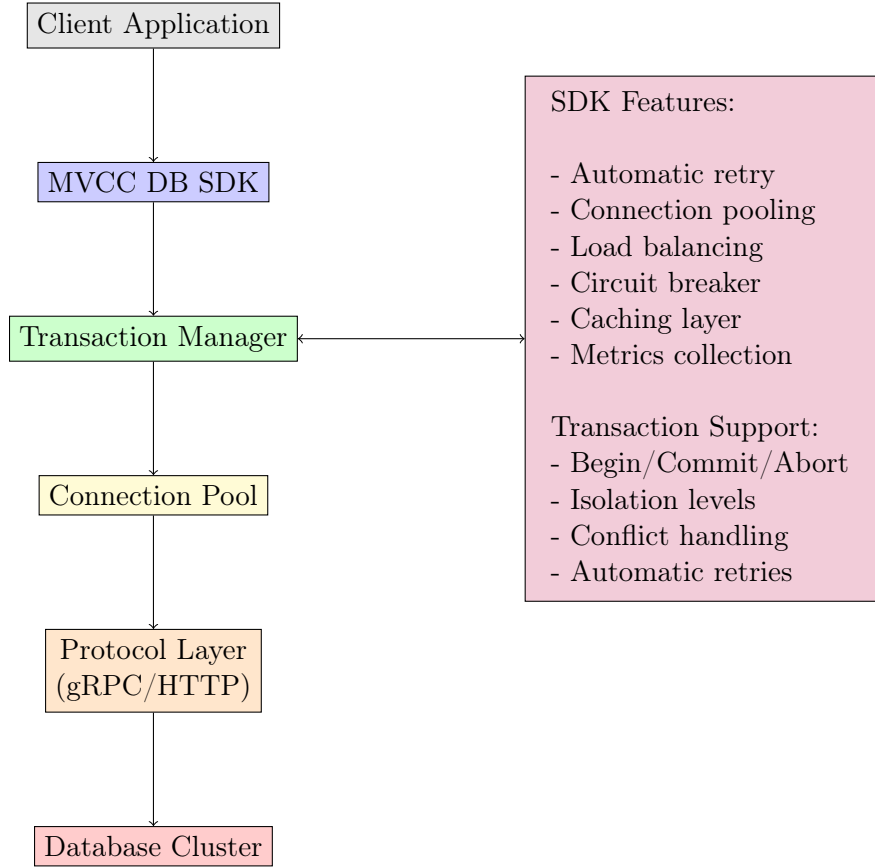 Client Application
MVCC DB SDK
Transaction Manager
Connection Pool
Protocol Layer
(gRPC/HTTP)
Database Cluster
SDK Features:
- Automatic retry
- Connection pooling
- Load balancing
- Circuit breaker
- Caching layer
- Metrics collection
Transaction Support:
- Begin/Commit/Abort
- Isolation levels
- Conflict handling
- Automatic retries